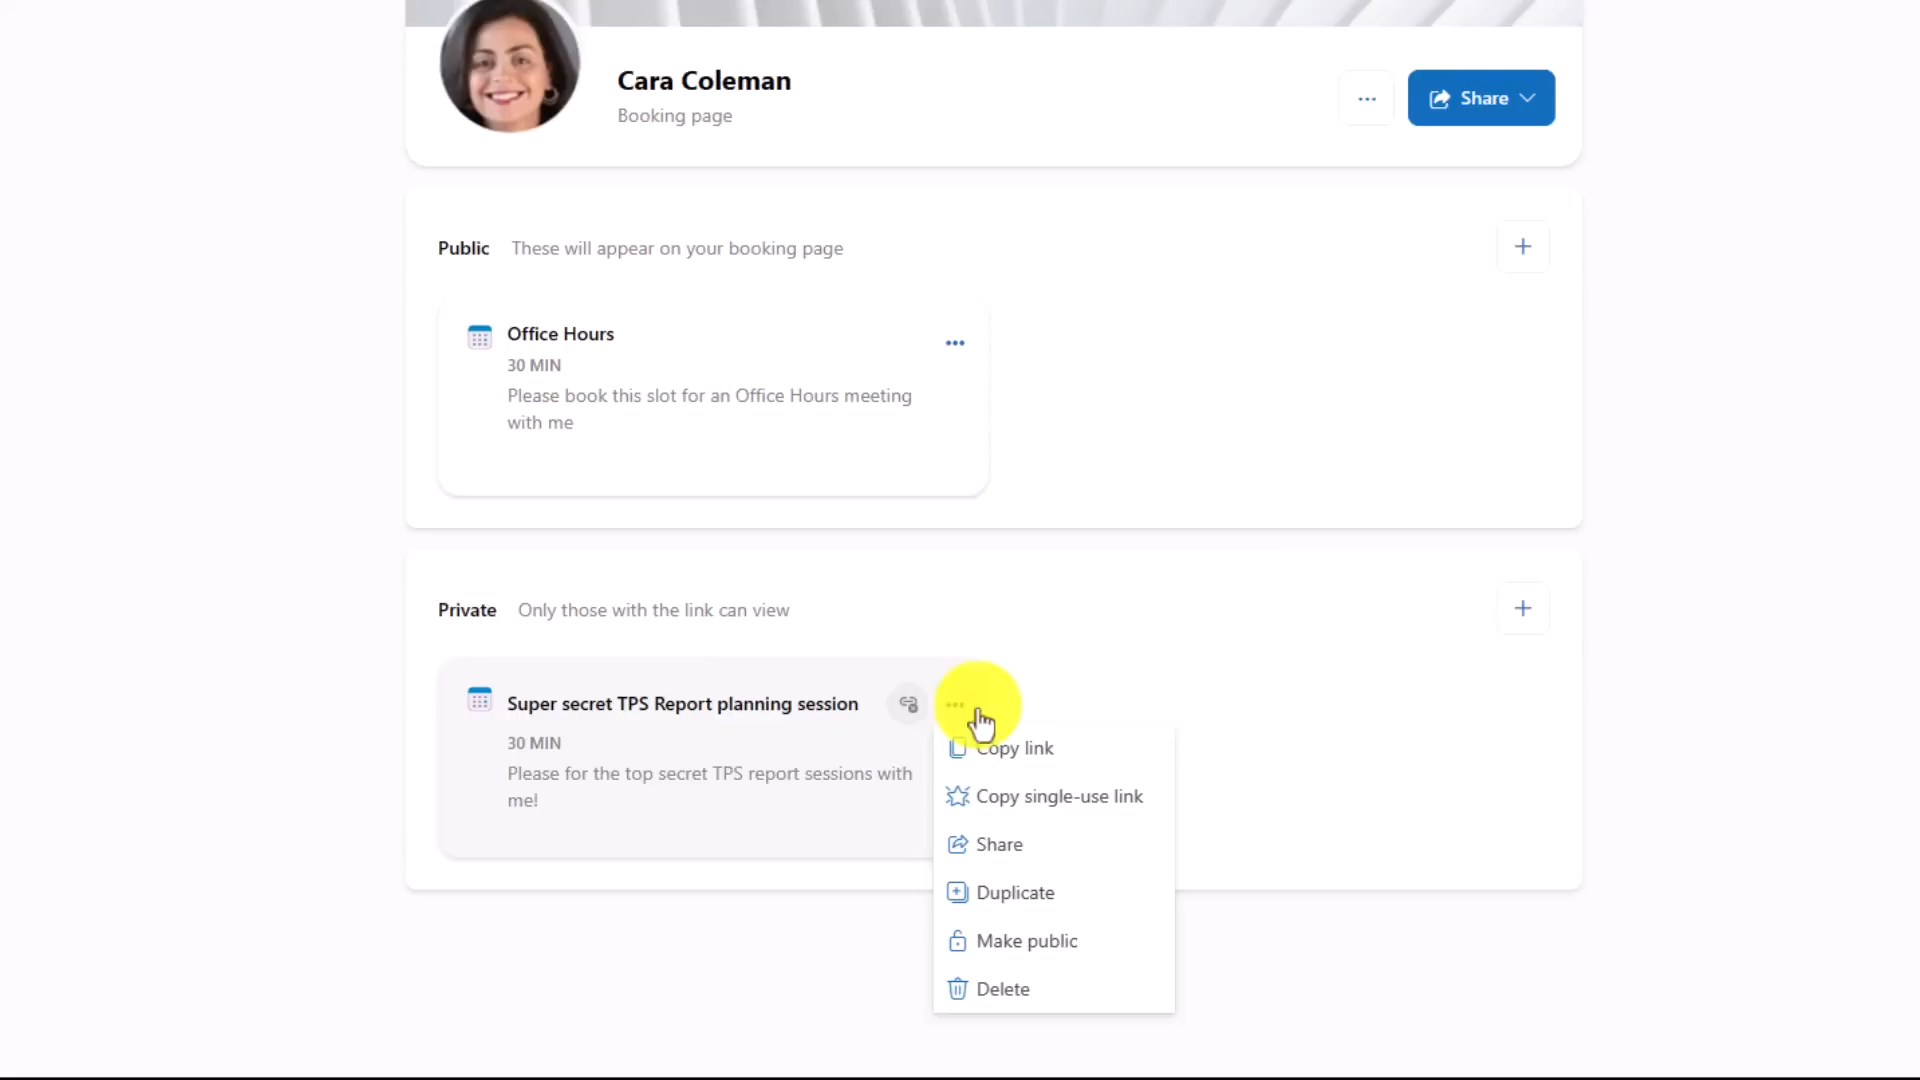 Cara Coleman
Booking page
Share
Public These will appear on your booking page
Office Hours
30 MIN
Please book this slot for an Office Hours meeting
with me
Private Only those with the link can view
Super secret TPS Report planning session
30 MIN
Please for the top secret TPS report sessions with
me!
Copy link
Copy single-use link
Share
Duplicate
Make public
Delete